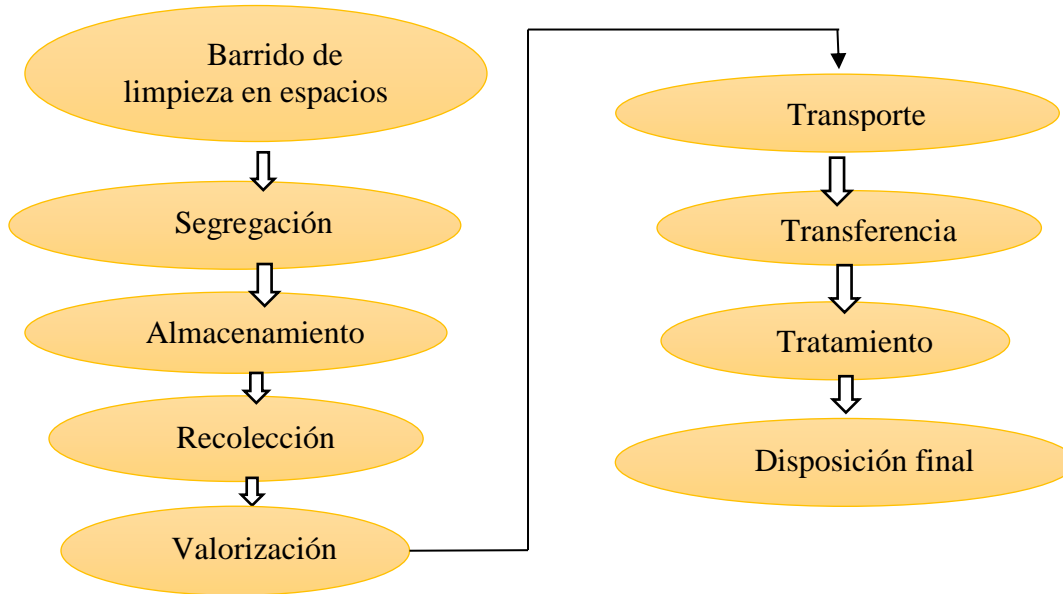 Barrido de
limpieza en espacios
Segregación
Almacenamiento
Recolección
Valorización
Transporte
Transferencia
Tratamiento
Disposición final